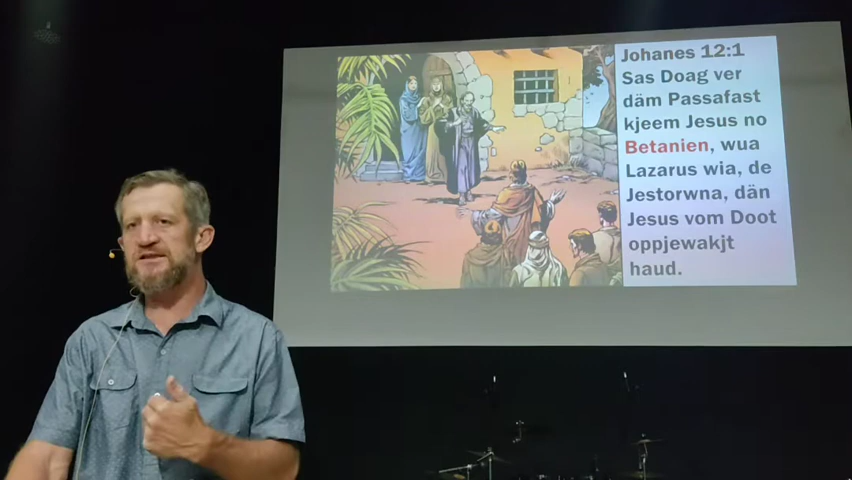 Johanes 12:1
Sas Doag ver
däm Passafast
kjeem Jesus no
Betanien, wua
Lazarus wia, de
Jestorwna, dän
Jesus vom Doot
oppjewakjt
haud.